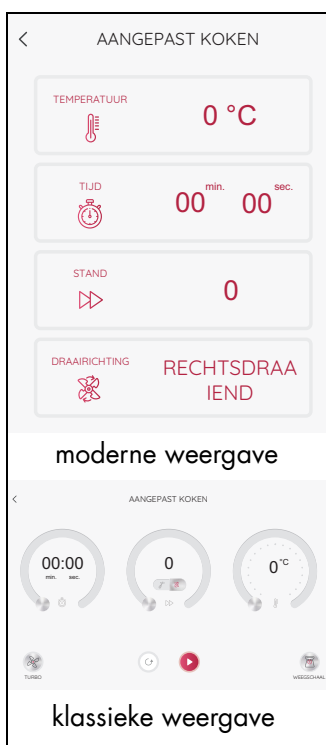 AANGEPAST KOKEN
TEMPERATUUR
0 °C
TIJD
00 min. 00 sec.
STAND
0
DRAAIRICHTING
RECHTSDRAA
IEND
moderne weergave
AANGEPAST KOKEN
00:00
min. sec.
0
0°C
TURBO
WEEGSCHAAL
klassieke weergave